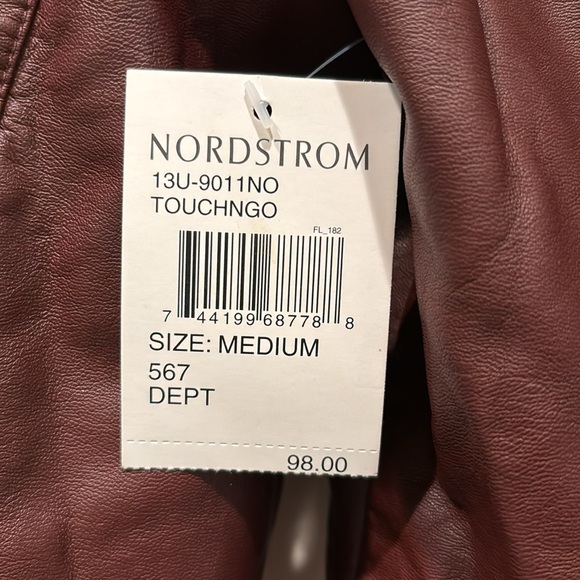 NORDSTROM
13U-9011NO
TOUCHNGO
FL_182
7 44199 68778 8
SIZE: MEDIUM
567
DEPT
98.00